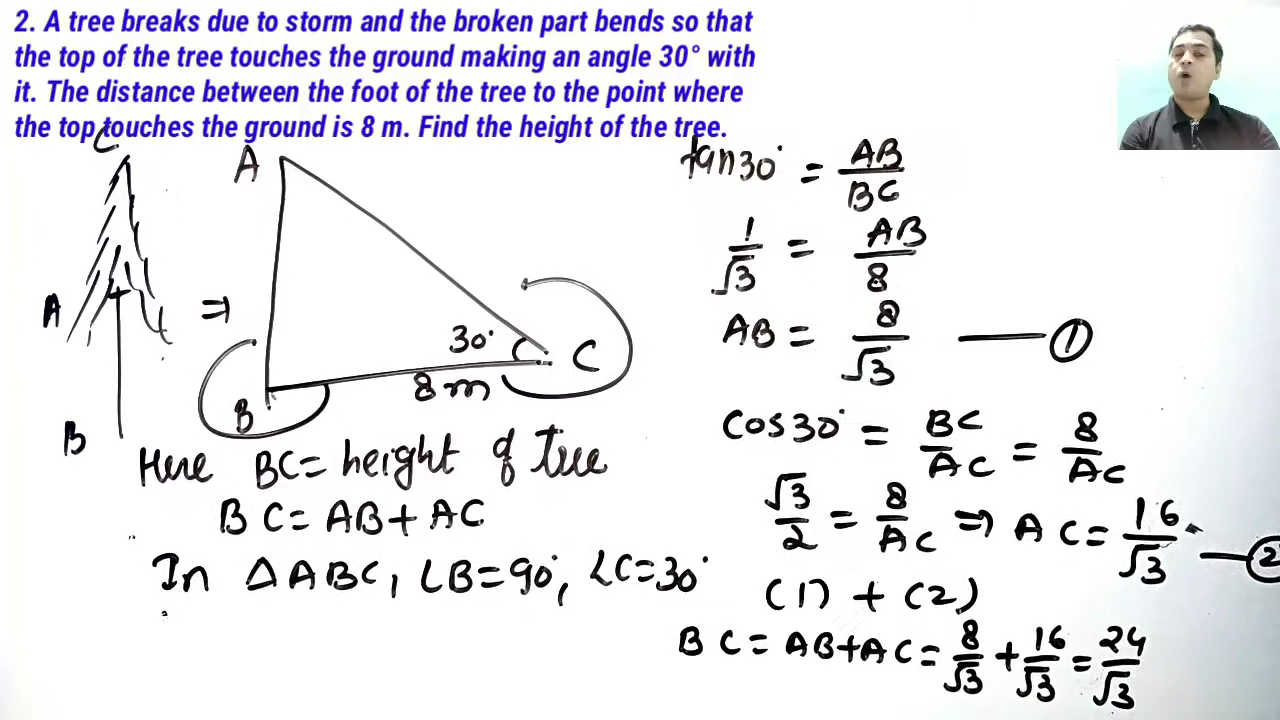 2. A tree breaks due to storm and the broken part bends so that
the top of the tree touches the ground making an angle 30° with
it. The distance between the foot of the tree to the point where
the top touches the ground is 8 m. Find the height of the tree.
C
A
B
⇒
A
30°
C
8 m
B
Here BC = height of tree
BC = AB + AC
In ΔABC, ∠B = 90°, ∠C = 30°
tan30° = AB/BC
1/√3 = AB/8
AB = 8/√3 — ①
cos30° = BC/AC = 8/AC
√3/2 = 8/AC ⇒ AC = 16/√3 — ②
(1) + (2)
BC = AB + AC = 8/√3 + 16/√3 = 24/√3